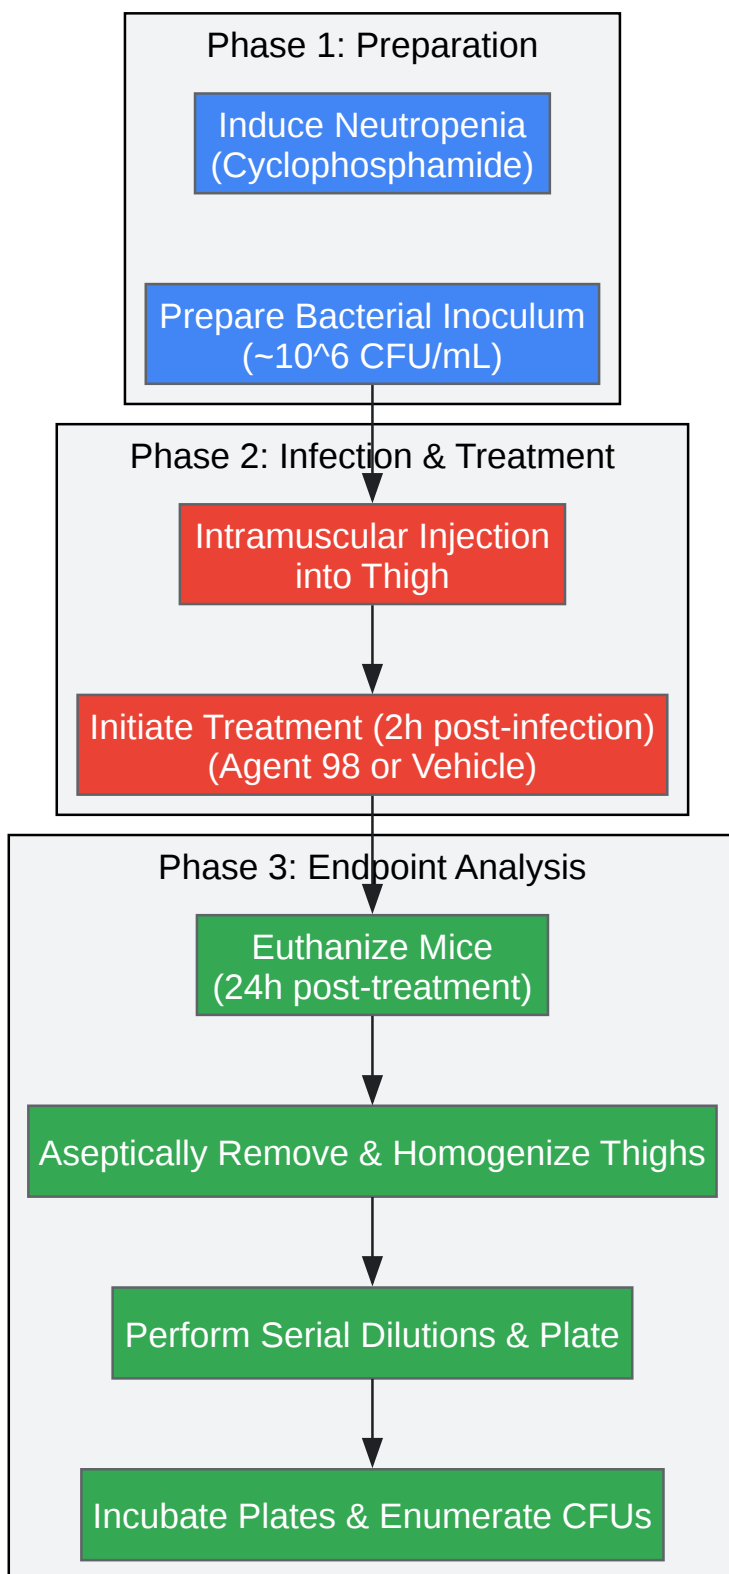 Phase 1: Preparation
Induce Neutropenia
(Cyclophosphamide)
Prepare Bacterial Inoculum
(~10^6 CFU/mL)
Phase 2: Infection & Treatment
Intramuscular Injection
into Thigh
Initiate Treatment (2h post-infection)
(Agent 98 or Vehicle)
Phase 3: Endpoint Analysis
Euthanize Mice
(24h post-treatment)
Aseptically Remove & Homogenize Thighs
Perform Serial Dilutions & Plate
Incubate Plates & Enumerate CFUs